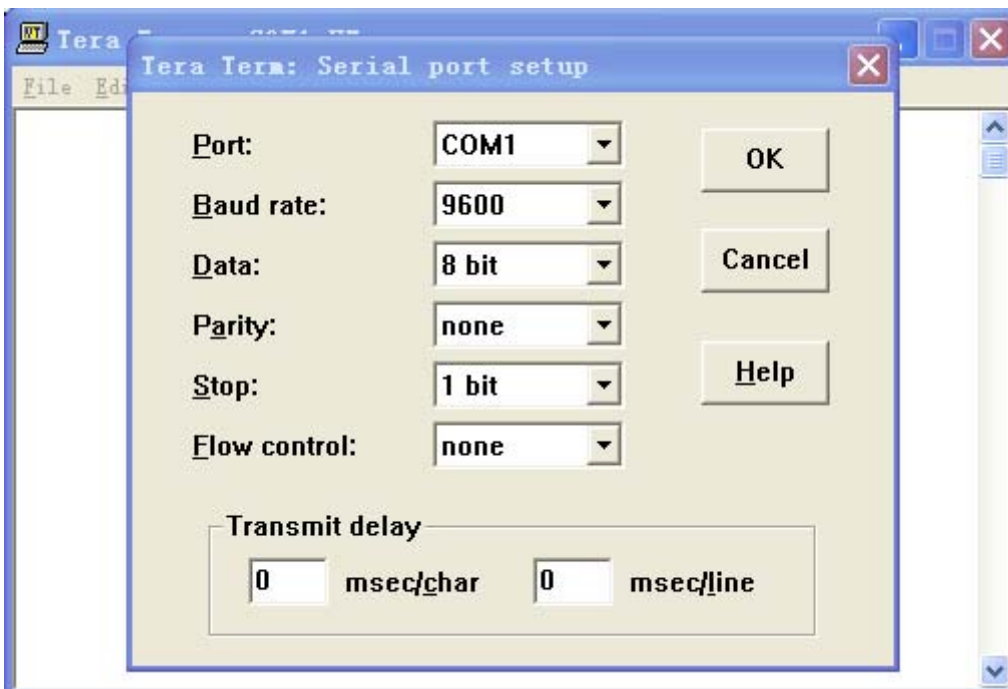 Tera
Tera Term: Serial port setup
File
Port:
COM1
OK
Baud rate:
9600
Data:
8 bit
Cancel
Parity:
none
Stop:
1 bit
Help
Flow control:
none
Transmit delay
0 msec/char 0 msec/line